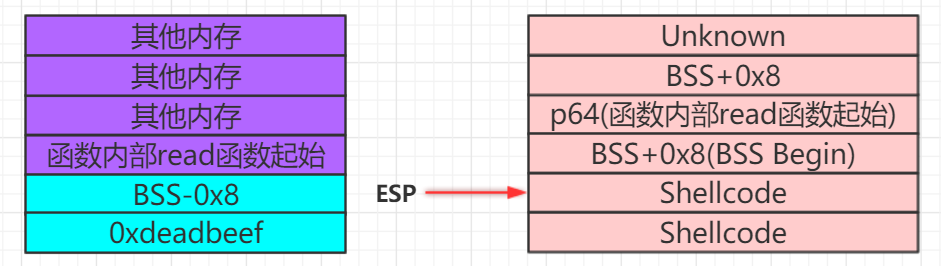 其他内存
其他内存
其他内存
函数内部read函数起始
BSS-0x8
0xdeadbeef
ESP
Unknown
BSS+0x8
p64(函数内部read函数起始)
BSS+0x8(BSS Begin)
Shellcode
Shellcode